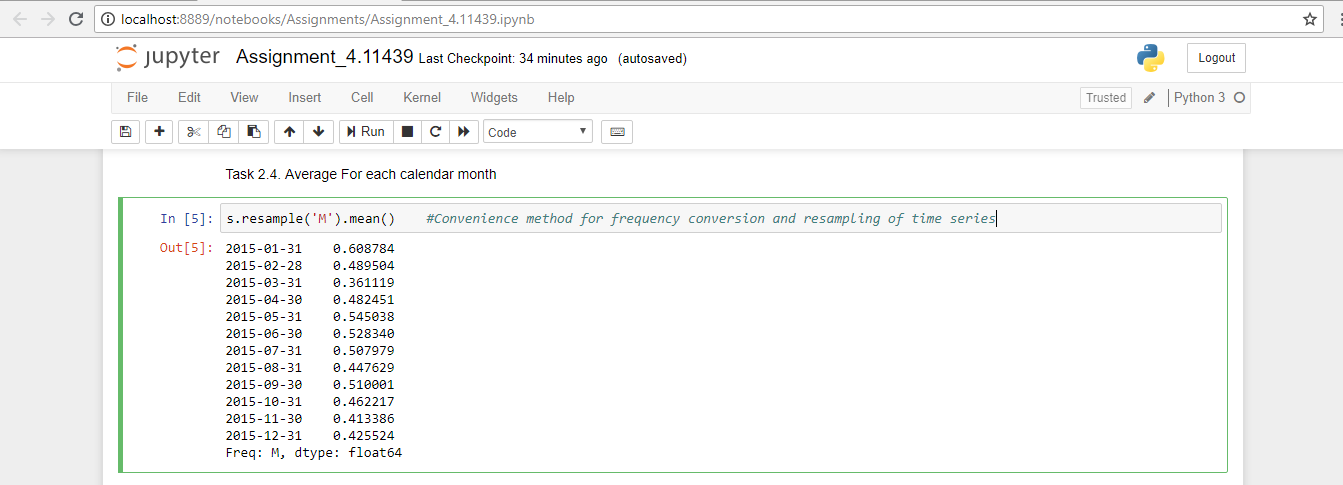 localhost:8889/notebooks/Assignments/Assignment_4.11439.ipynb
jupyter Assignment_4.11439 Last Checkpoint: 34 minutes ago (autosaved) Logout
File Edit View Insert Cell Kernel Widgets Help Trusted Python 3
Run Code
Task 2.4. Average For each calendar month
In [5]: s.resample('M').mean() #Convenience method for frequency conversion and resampling of time series
Out[5]: 2015-01-31 0.608784
2015-02-28 0.489504
2015-03-31 0.361119
2015-04-30 0.482451
2015-05-31 0.545038
2015-06-30 0.528340
2015-07-31 0.507979
2015-08-31 0.447629
2015-09-30 0.510001
2015-10-31 0.462217
2015-11-30 0.413386
2015-12-31 0.425524
Freq: M, dtype: float64